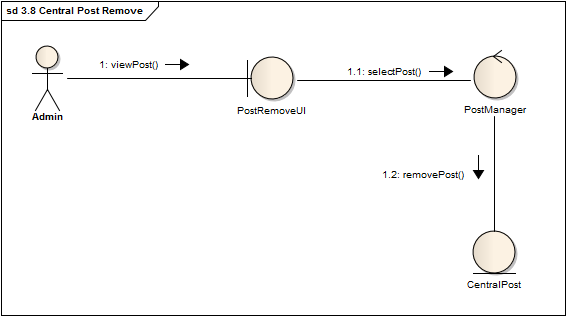 sd 3.8 Central Post Remove
1: viewPost()
1.1: selectPost()
Admin
PostRemoveUI
PostManager
1.2: removePost()
CentralPost